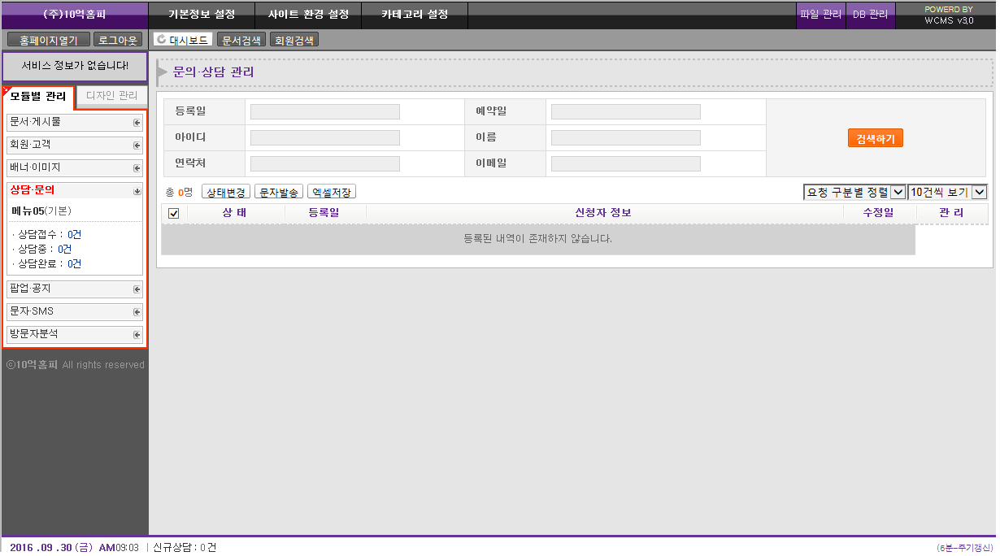 (주)10억홈피 기본정보 설정 사이트 환경 설정 카테고리 설정 파일 관리 DB 관리 POWERD BY
WCMS v3.0
홈페이지열기 로그아웃 대시보드 문서검색 회원검색
서비스 정보가 없습니다!
문의·상담 관리
모듈별 관리 디자인 관리
등록일 예약일
문서·게시물
아이디 이름 검색하기
회원·고객
연락처 이메일
배너·이미지
상담·문의
총 0명 상태변경 문자발송 엑셀저장 요청 구분별 정렬 10건씩 보기
메뉴05(기본)
상 태 등록일 신청자 정보 수정일 관 리
· 상담접수 : 0건
등록된 내역이 존재하지 않습니다.
· 상담중 : 0건
· 상담완료 : 0건
팝업·공지
문자·SMS
방문자분석
ⓒ10억홈피 All rights reserved
2016 .09 .30 (금) AM09:03 | 신규상담 : 0 건 (6분-주기갱신)